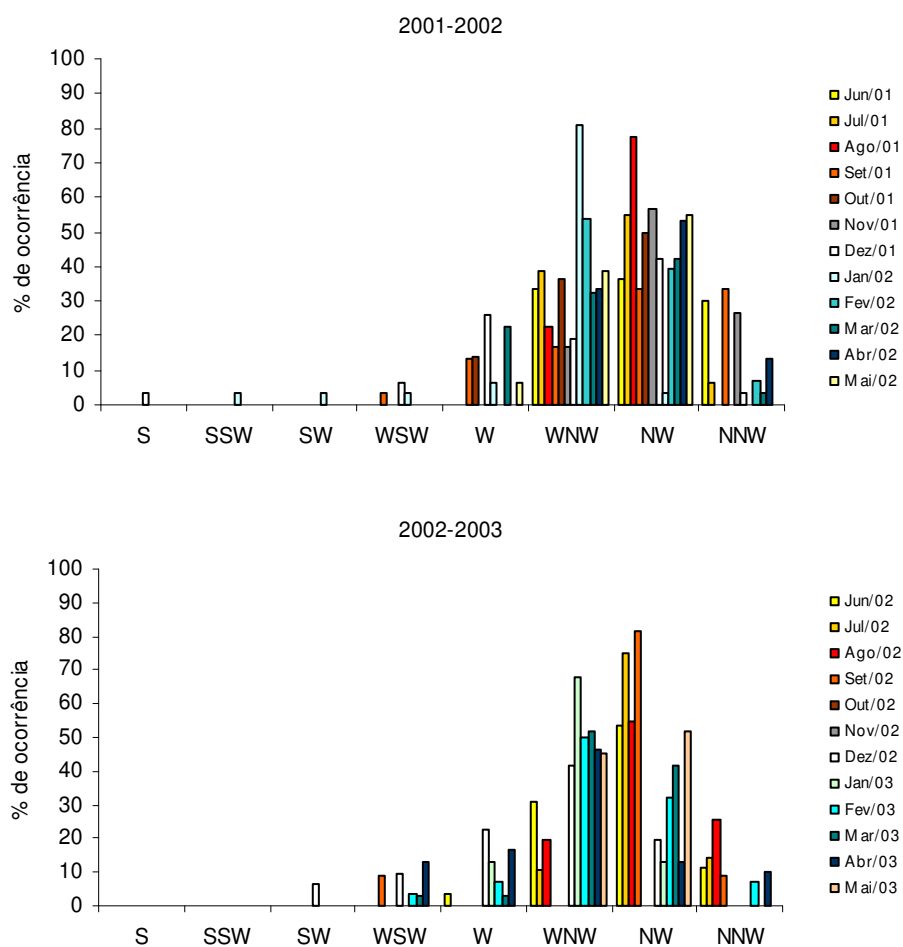 2001-2002
% de ocorrência
100
90
80
70
60
50
40
30
20
10
0
S SSW SW WSW W WNW NW NNW
Jun/01
Jul/01
Ago/01
Set/01
Out/01
Nov/01
Dez/01
Jan/02
Fev/02
Mar/02
Abr/02
Mai/02
2002-2003
% de ocorrência
100
90
80
70
60
50
40
30
20
10
0
S SSW SW WSW W WNW NW NNW
Jun/02
Jul/02
Ago/02
Set/02
Out/02
Nov/02
Dez/02
Jan/03
Fev/03
Mar/03
Abr/03
Mai/03